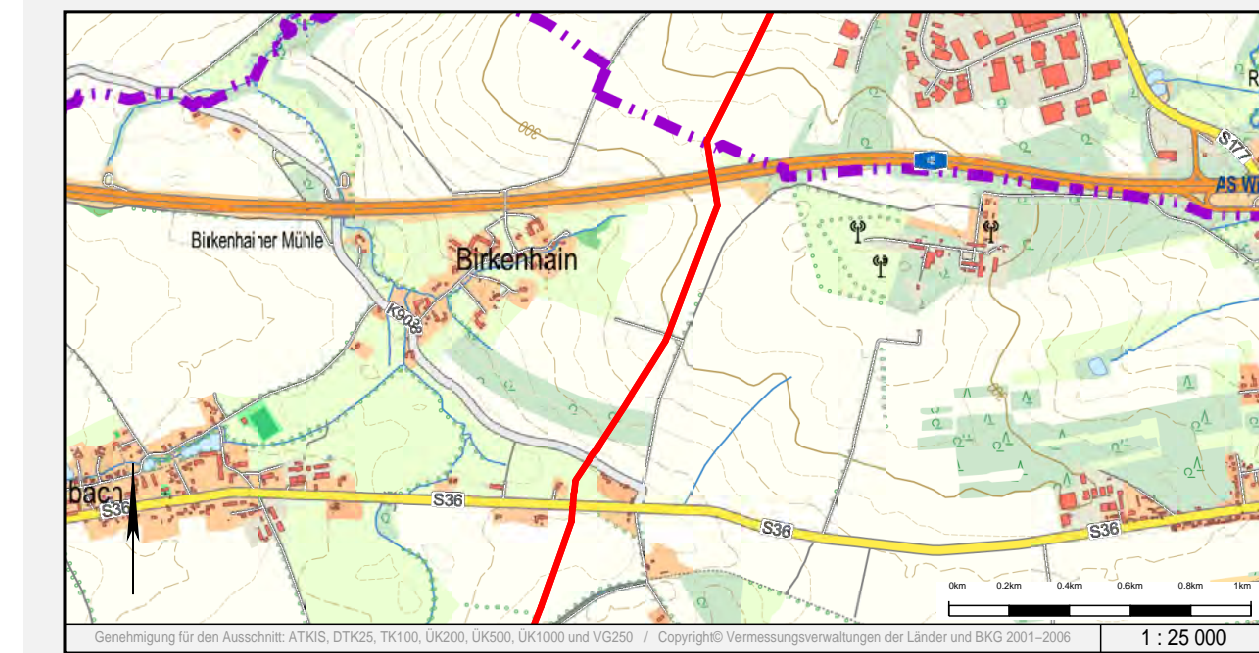 300
S177
AS W
R
Birkenhainer Mühle
Birkenhain
K9038
bach
S36
S36
S36
S36
0km 0.2km 0.4km 0.6km 0.8km 1km
Genehmigung für den Ausschnitt: ATKIS, DTK25, TK100, ÜK200, ÜK500, ÜK1000 und VG250 / Copyright© Vermessungsverwaltungen der Länder und BKG 2001–2006
1 : 25 000